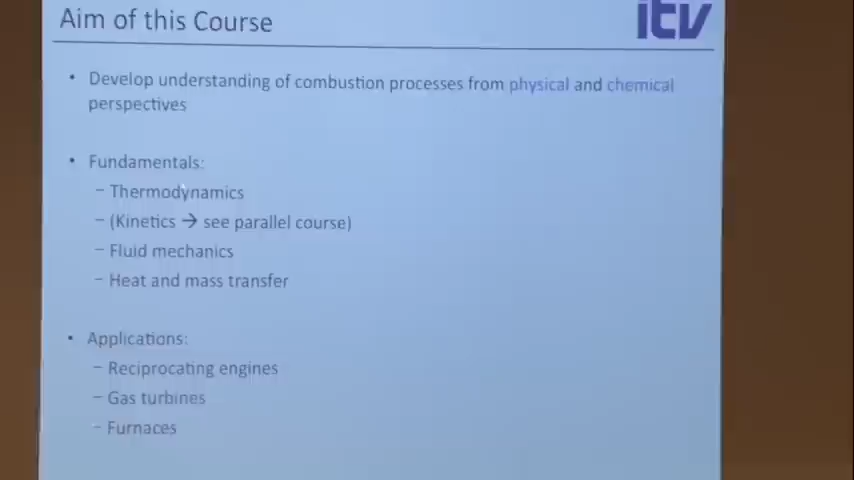 Aim of this Course
itv
• Develop understanding of combustion processes from physical and chemical
perspectives
• Fundamentals:
– Thermodynamics
– (Kinetics → see parallel course)
– Fluid mechanics
– Heat and mass transfer
• Applications:
– Reciprocating engines
– Gas turbines
– Furnaces